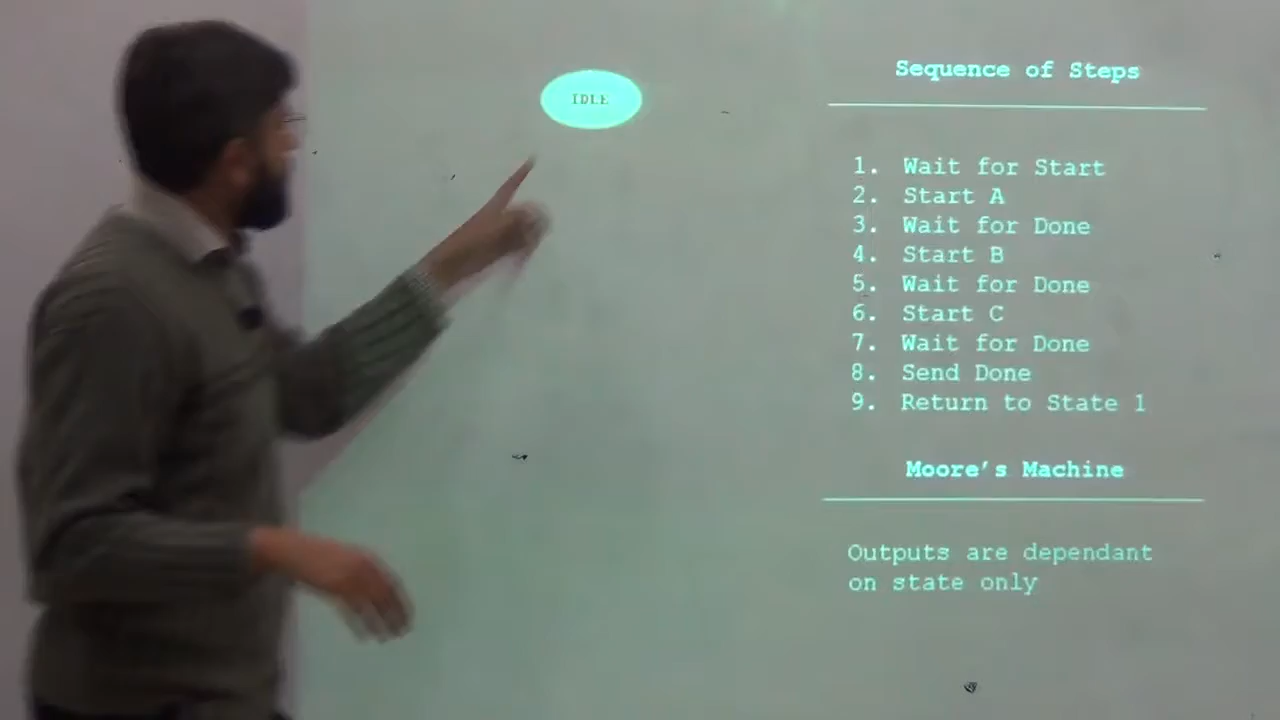 IDLE
Sequence of Steps
1. Wait for Start
2. Start A
3. Wait for Done
4. Start B
5. Wait for Done
6. Start C
7. Wait for Done
8. Send Done
9. Return to State 1
Moore's Machine
Outputs are dependant
on state only